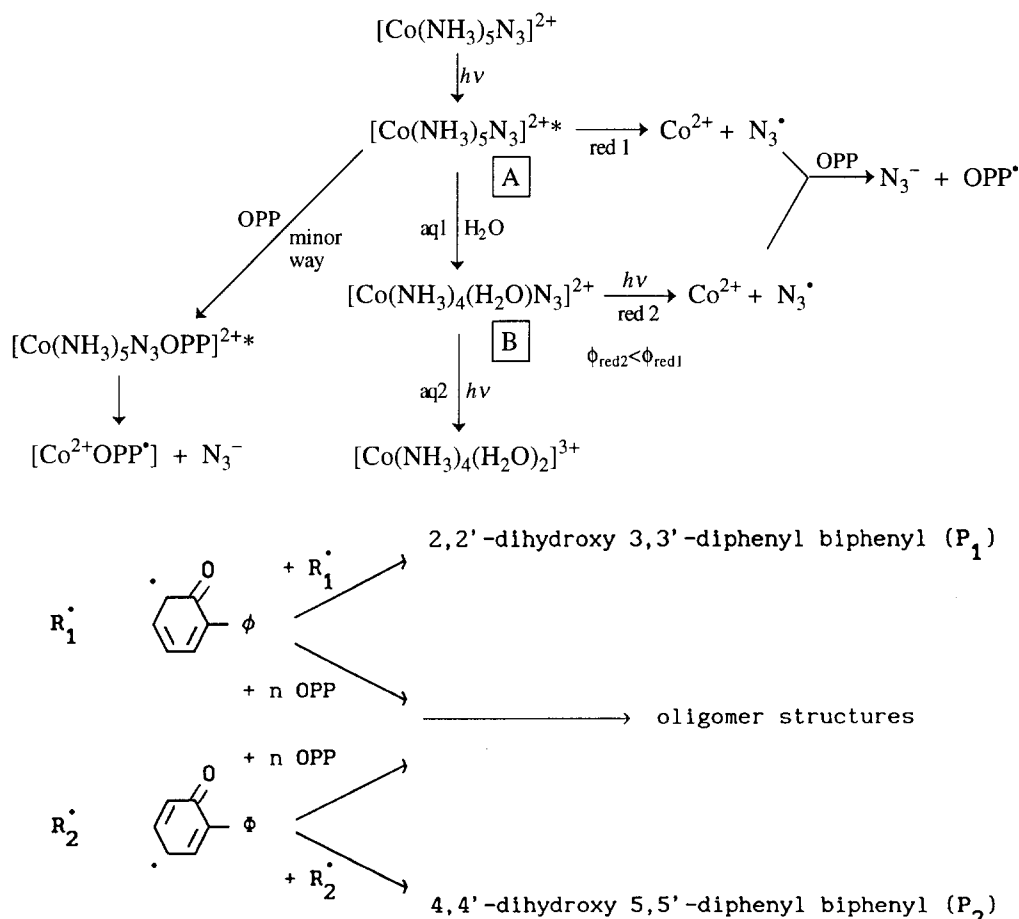 [Co(NH₃)₅N₃]²⁺
hν
[Co(NH₃)₅N₃]²⁺* red 1 Co²⁺ + N₃•
A
OPP N₃⁻ + OPP•
OPP minor way
aq1 H₂O
[Co(NH₃)₄(H₂O)N₃]²⁺ hν red 2 Co²⁺ + N₃•
B
ϕred2<ϕred1
[Co(NH₃)₅N₃OPP]²⁺*
aq2 hν
[Co²⁺OPP•] + N₃⁻
[Co(NH₃)₄(H₂O)₂]³⁺
2,2'-dihydroxy 3,3'-diphenyl biphenyl (P₁)
+ R₁•
R₁• O ϕ
+ n OPP
oligomer structures
+ n OPP
R₂• O Φ
+ R₂•
4,4'-dihydroxy 5,5'-diphenyl biphenyl (P₂)